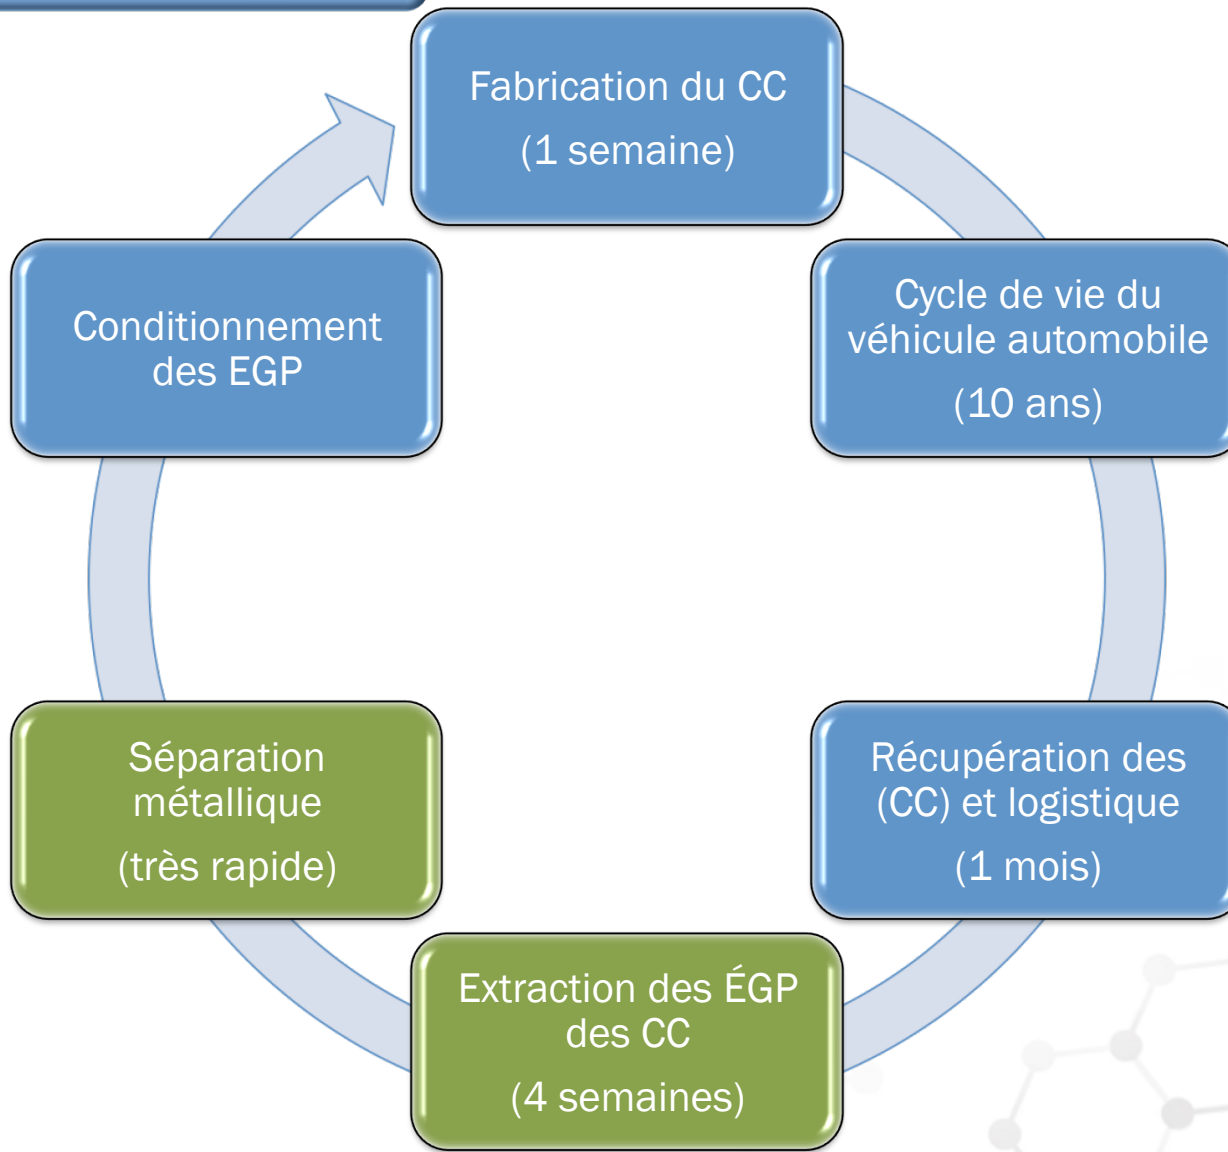 Fabrication du CC
(1 semaine)
Cycle de vie du
véhicule automobile
(10 ans)
Récupération des
(CC) et logistique
(1 mois)
Extraction des ÉGP
des CC
(4 semaines)
Séparation
métallique
(très rapide)
Conditionnement
des EGP